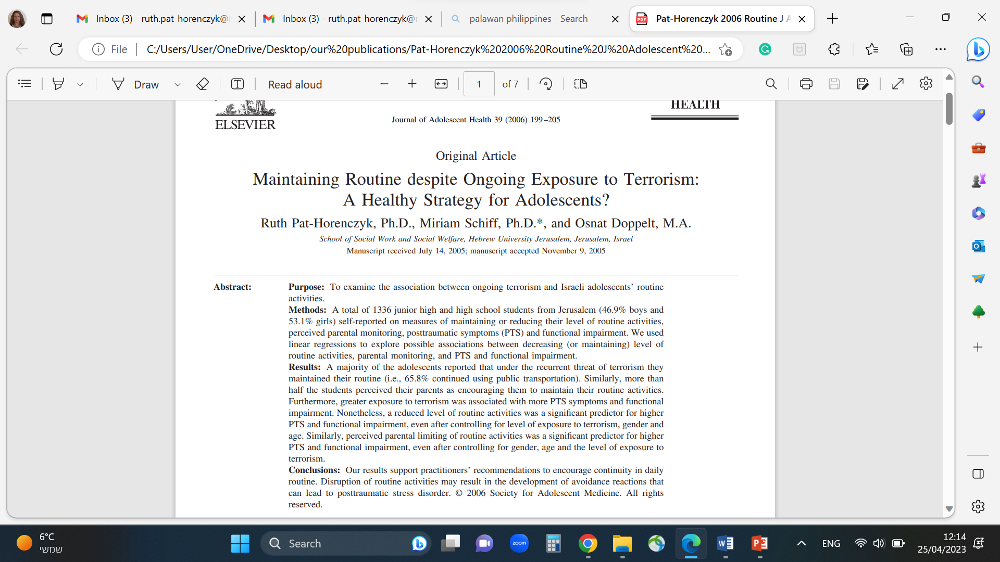 Inbox (3) - ruth.pat-horenczyk@
Inbox (3) - ruth.pat-horenczyk@
palawan philippines - Search
Pat-Horenczyk 2006 Routine J A
File
C:/Users/User/OneDrive/Desktop/our%20publications/Pat-Horenczyk%202006%20Routine%20J%20Adolescent%20...
Draw
Read aloud
1
of 7
ELSEVIER
HEALTH
Journal of Adolescent Health 39 (2006) 199–205
Original Article
Maintaining Routine despite Ongoing Exposure to Terrorism:
A Healthy Strategy for Adolescents?
Ruth Pat-Horenczyk, Ph.D., Miriam Schiff, Ph.D.*, and Osnat Doppelt, M.A.
School of Social Work and Social Welfare, Hebrew University Jerusalem, Jerusalem, Israel
Manuscript received July 14, 2005; manuscript accepted November 9, 2005
Abstract:
Purpose: To examine the association between ongoing terrorism and Israeli adolescents’ routine
activities.
Methods: A total of 1336 junior high and high school students from Jerusalem (46.9% boys and
53.1% girls) self-reported on measures of maintaining or reducing their level of routine activities,
perceived parental monitoring, posttraumatic symptoms (PTS) and functional impairment. We used
linear regressions to explore possible associations between decreasing (or maintaining) level of
routine activities, parental monitoring, and PTS and functional impairment.
Results: A majority of the adolescents reported that under the recurrent threat of terrorism they
maintained their routine (i.e., 65.8% continued using public transportation). Similarly, more than
half the students perceived their parents as encouraging them to maintain their routine activities.
Furthermore, greater exposure to terrorism was associated with more PTS symptoms and functional
impairment. Nonetheless, a reduced level of routine activities was a significant predictor for higher
PTS and functional impairment, even after controlling for level of exposure to terrorism, gender and
age. Similarly, perceived parental limiting of routine activities was a significant predictor for higher
PTS and functional impairment, even after controlling for gender, age and the level of exposure to
terrorism.
Conclusions: Our results support practitioners’ recommendations to encourage continuity in daily
routine. Disruption of routine activities may result in the development of avoidance reactions that
can lead to posttraumatic stress disorder. © 2006 Society for Adolescent Medicine. All rights
reserved.
6°C
שמשי
Search
zoom
ENG
12:14
25/04/2023